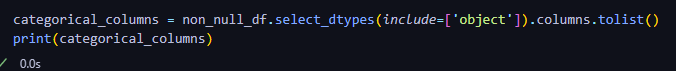 categorical_columns = non_null_df.select_dtypes(include=['object']).columns.tolist()
print(categorical_columns)
✓ 0.0s